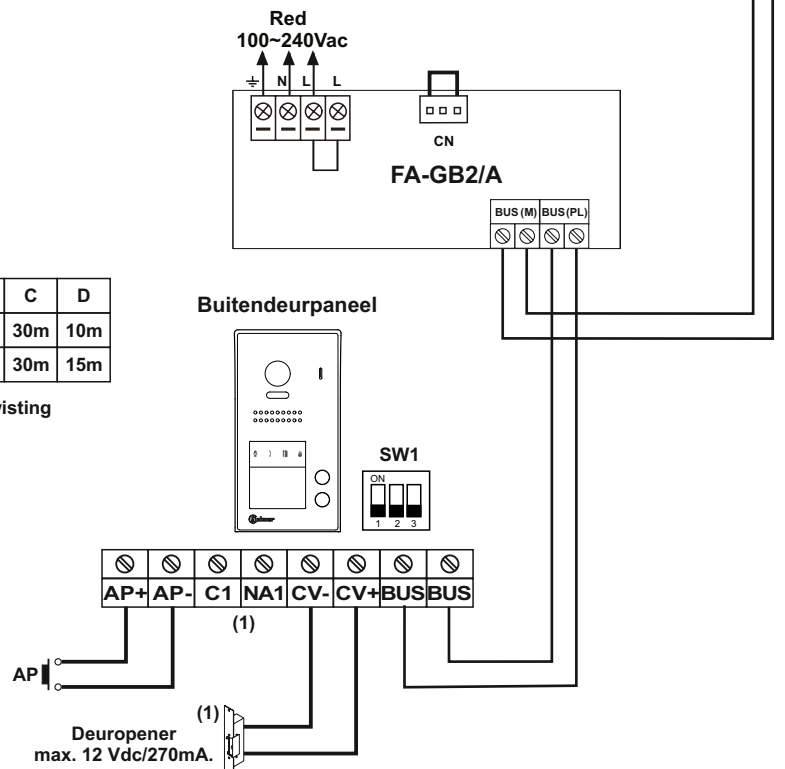 Red
100~240Vac
N L L
CN
FA-GB2/A
BUS (M) BUS (PL)
C D
30m 10m
30m 15m
Buitendeurpaneel
SW1
ON
1 2 3
AP+ AP- C1 NA1 CV- CV+ BUS BUS
(1)
AP
(1)
Deuropener
max. 12 Vdc/270mA.